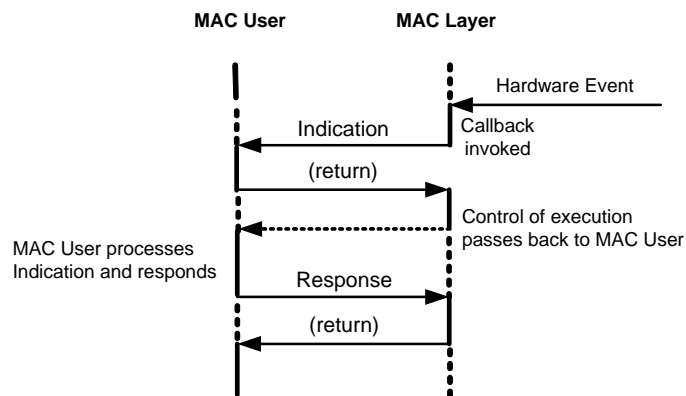 MAC User
MAC Layer
Hardware Event
Callback
invoked
Indication
(return)
Control of execution
passes back to MAC User
MAC User processes
Indication and responds
Response
(return)